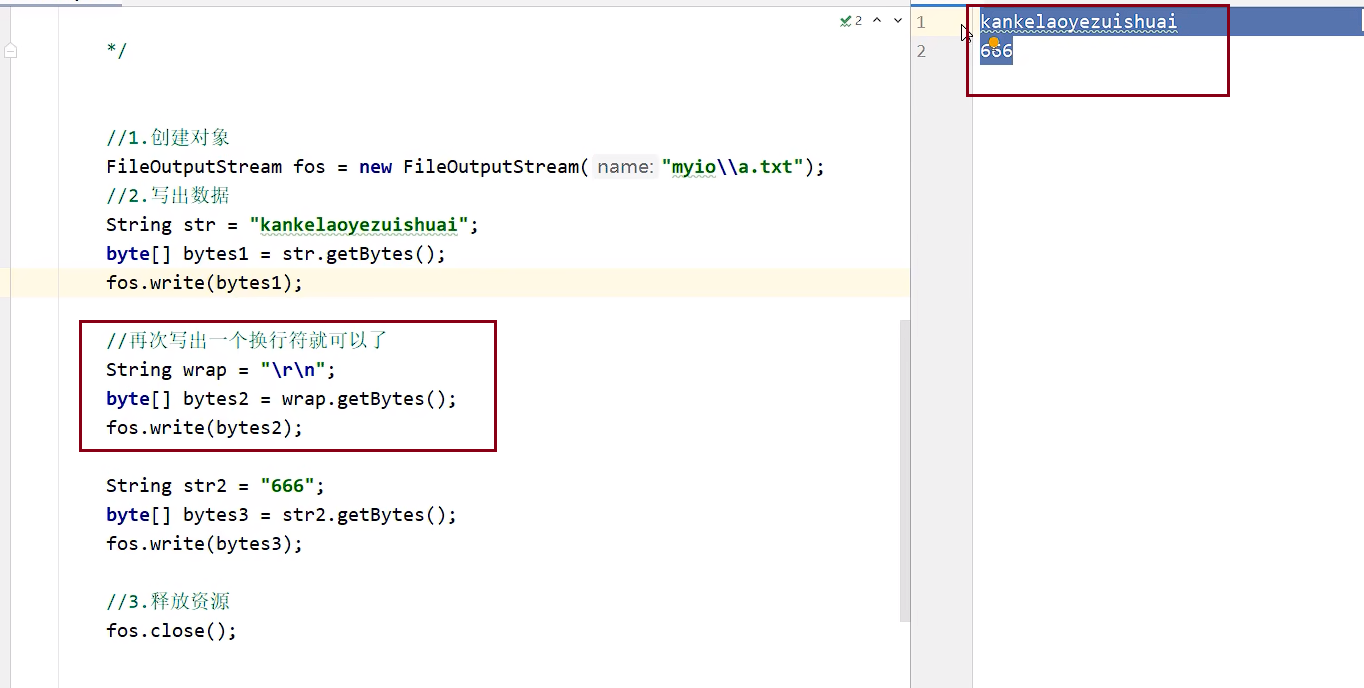 */
//1.创建对象
FileOutputStream fos = new FileOutputStream( name: "myio\\a.txt");
//2.写出数据
String str = "kankelaoyezuishuai";
byte[] bytes1 = str.getBytes();
fos.write(bytes1);
//再次写出一个换行符就可以了
String wrap = "\r\n";
byte[] bytes2 = wrap.getBytes();
fos.write(bytes2);
String str2 = "666";
byte[] bytes3 = str2.getBytes();
fos.write(bytes3);
//3.释放资源
fos.close();
2
1 kankelaoyezuishuai
2 666